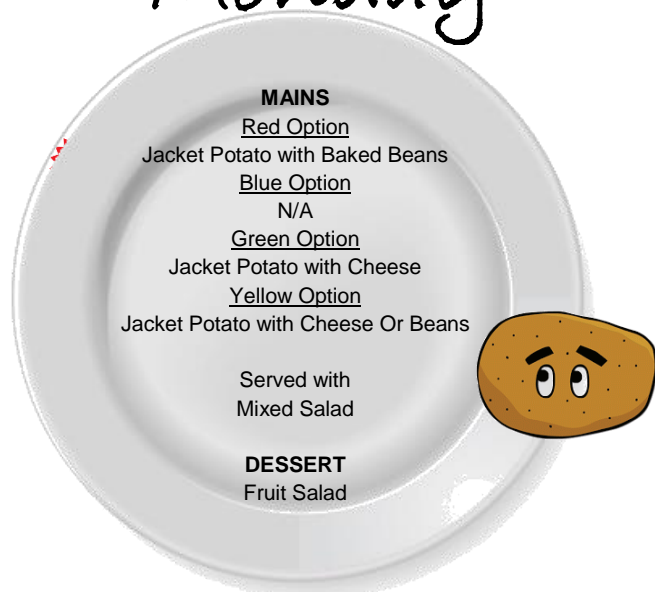 Monday
MAINS
Red Option
Jacket Potato with Baked Beans
Blue Option
N/A
Green Option
Jacket Potato with Cheese
Yellow Option
Jacket Potato with Cheese Or Beans
Served with
Mixed Salad
DESSERT
Fruit Salad